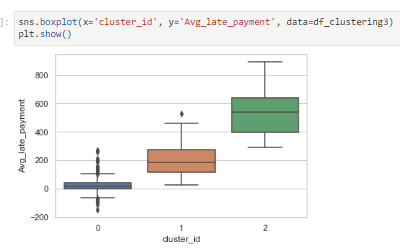 ]:
sns.boxplot(x='cluster_id', y='Avg_late_payment', data=df_clustering3)
plt.show()
Avg_late_payment
800
600
400
200
0
−200
0 1 2
cluster_id